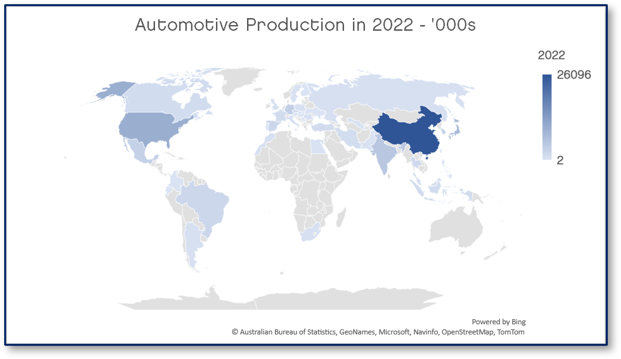 Automotive Production in 2022 - '000s
2022
26096
2
Powered by Bing
© Australian Bureau of Statistics, GeoNames, Microsoft, Navinfo, OpenStreetMap, TomTom